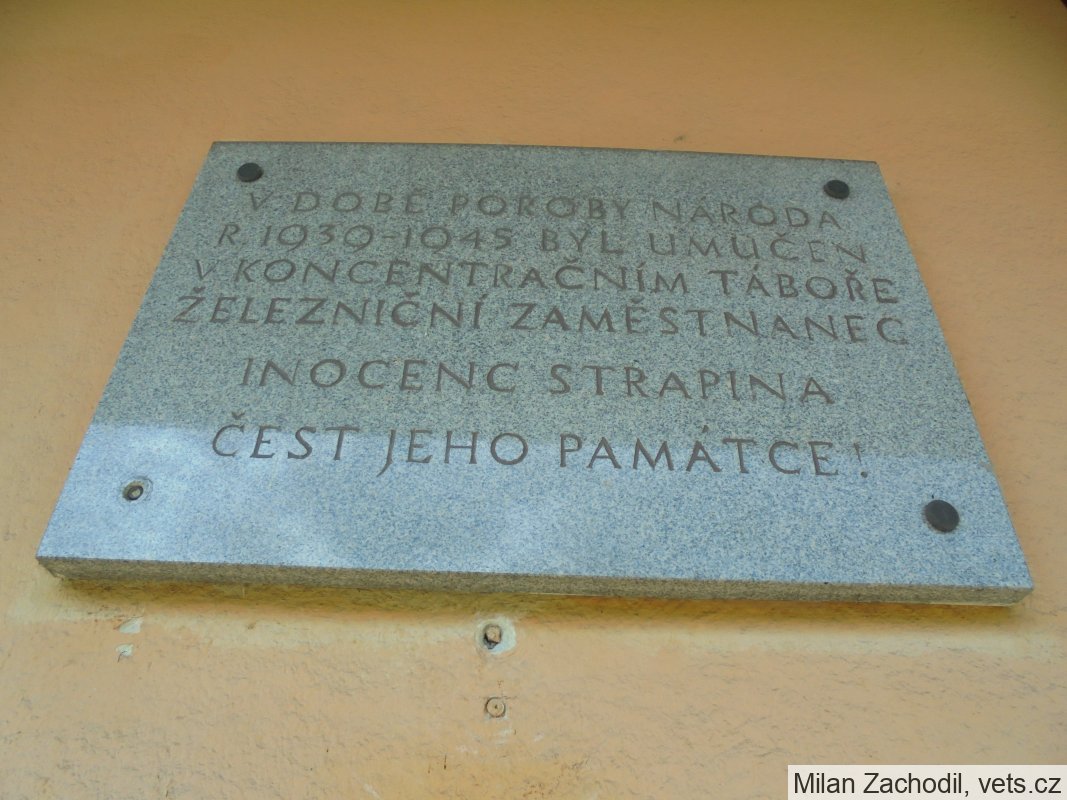 V DOBĚ POROBY NÁRODA
R. 1939-1945 BYL UMUČEN
V KONCENTRAČNÍM TÁBOŘE
ŽELEZNIČNÍ ZAMĚSTNANEC
INOCENC STRAPINA
ČEST JEHO PAMÁTCE!
Milan Zachodil, vets.cz